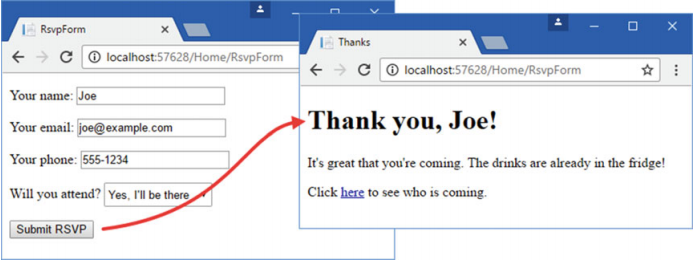 RsvpForm
localhost:57628/Home/RsvpForm
Your name: Joe
Your email: joe@example.com
Your phone: 555-1234
Will you attend? Yes, I'll be there
Submit RSVP
Thanks
localhost:57628/Home/RsvpForm
Thank you, Joe!
It's great that you're coming. The drinks are already in the fridge!
Click here to see who is coming.